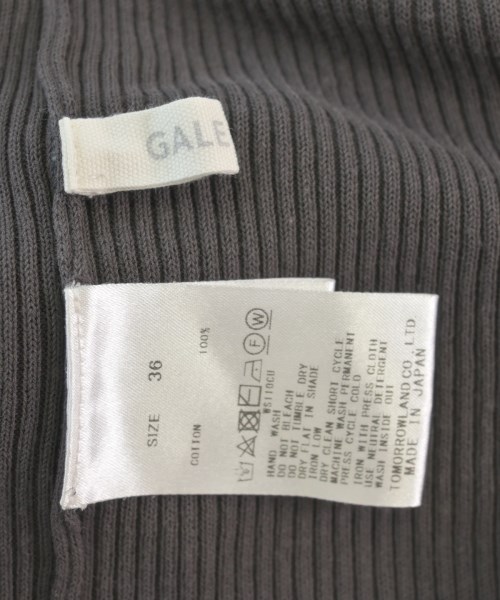 GALE
SIZE 36
COTTON 100%
W5110CU
HAND WASH
DO NOT BLEACH
DO NOT TUMBLE DRY
DRY FLAT IN SHADE
IRON LOW
DRY CLEAN SHORT CYCLE
MACHINE WASH PERMANENT
PRESS CYCLE COLD
IRON WITH PRESS CLOTH
USE NEUTRAL DETERGENT
WASH INSIDE OUT
TOMORROWLAND CO., LTD
MADE IN JAPAN